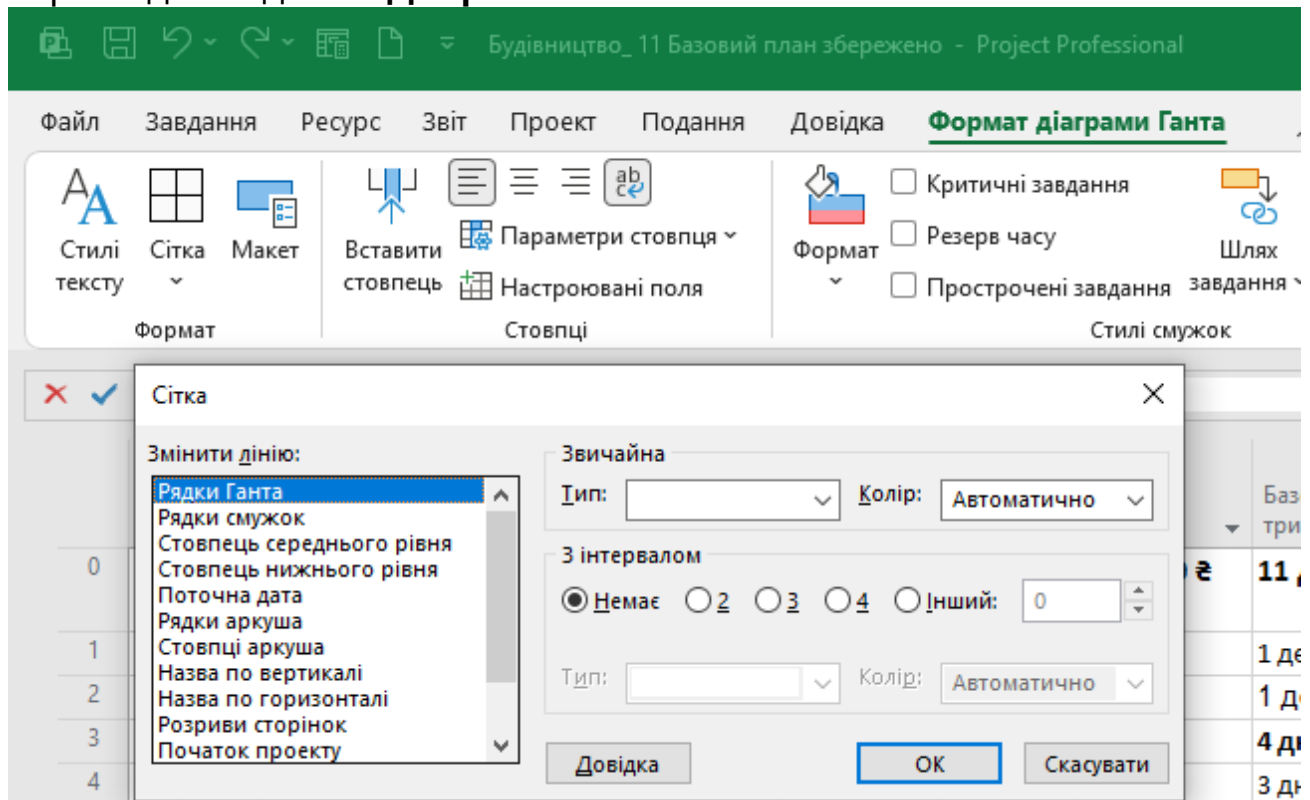 Будівництво_ 11 Базовий план збережено - Project Professional
Файл Завдання Ресурс Звіт Проект Подання Довідка Формат діаграми Ганта
Стилі тексту
Сітка
Макет
Формат
Вставити стовпець
Параметри стовпця
Настроювані поля
Стовпці
Формат
Критичні завдання
Резерв часу
Прострочені завдання
Шлях завдання
Стилі смужок
Сітка
Змінити лінію:
Рядки Ганта
Рядки смужок
Стовпець середнього рівня
Стовпець нижнього рівня
Поточна дата
Рядки аркуша
Стовпці аркуша
Назва по вертикалі
Назва по горизонталі
Розриви сторінок
Початок проекту
Звичайна
Тип: Колір: Автоматично
З інтервалом
Немає 2 3 4 Інший: 0
Тип: Колір: Автоматично
Довідка ОК Скасувати
Баз
три
0 ₴ 11
1 1 де
2 1 д
3 4 д
4 3 д